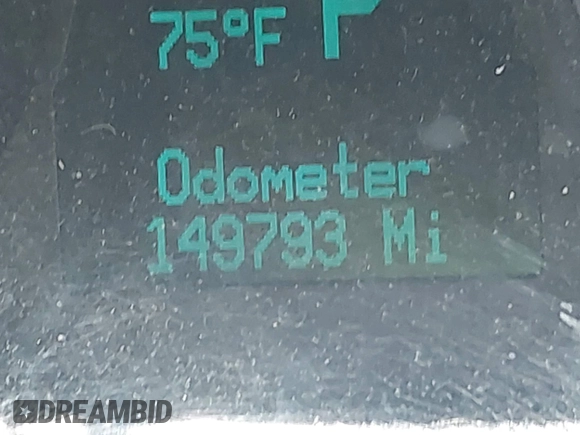 75°F P
Odometer
149793 Mi
DREAMBID